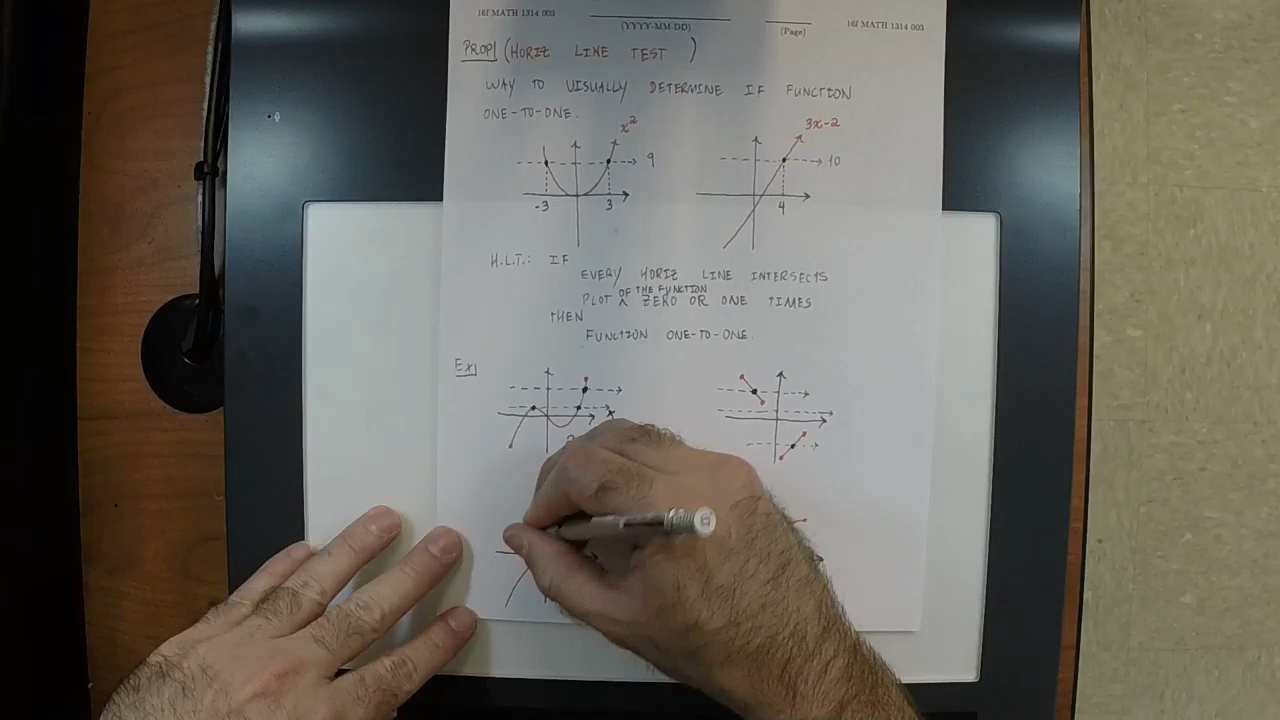 16f MATH 1314 003
(YYYY-MM-DD)
(Page)
16f MATH 1314 003
PROP (HORIZ LINE TEST )
WAY TO VISUALLY DETERMINE IF FUNCTION
ONE-TO-ONE.
x²
3x-2
9
10
-3
3
4
H.L.T.: IF
EVERY HORIZ LINE INTERSECTS
OF THE FUNCTION
PLOT ^ ZERO OR ONE TIMES
THEN
FUNCTION ONE-TO-ONE.
Ex